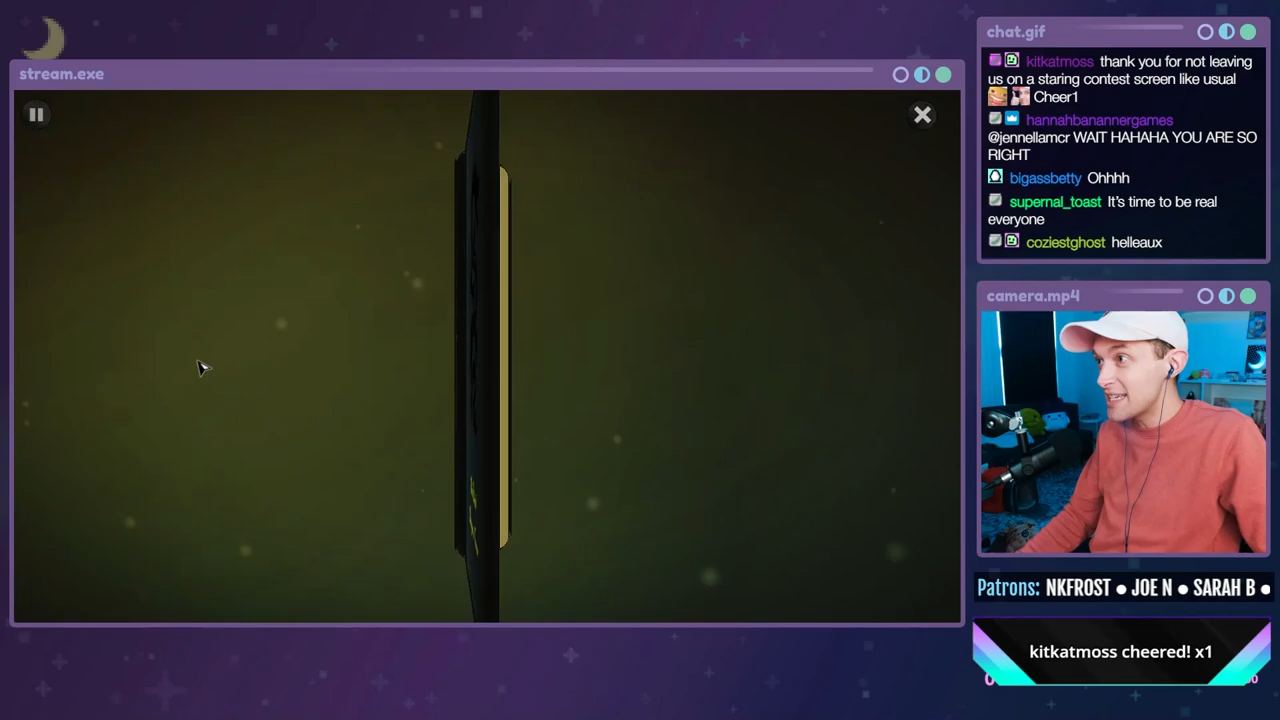 stream.exe
chat.gif
kitkatmoss thank you for not leaving
us on a staring contest screen like usual
Cheer1
hannahbanannergames
@jennellamcr WAIT HAHAHA YOU ARE SO
RIGHT
bigassbetty Ohhhh
supernal_toast It's time to be real
everyone
coziestghost helleaux
camera.mp4
Patrons: NKFROST ● JOE N ● SARAH B ●
kitkatmoss cheered! x1